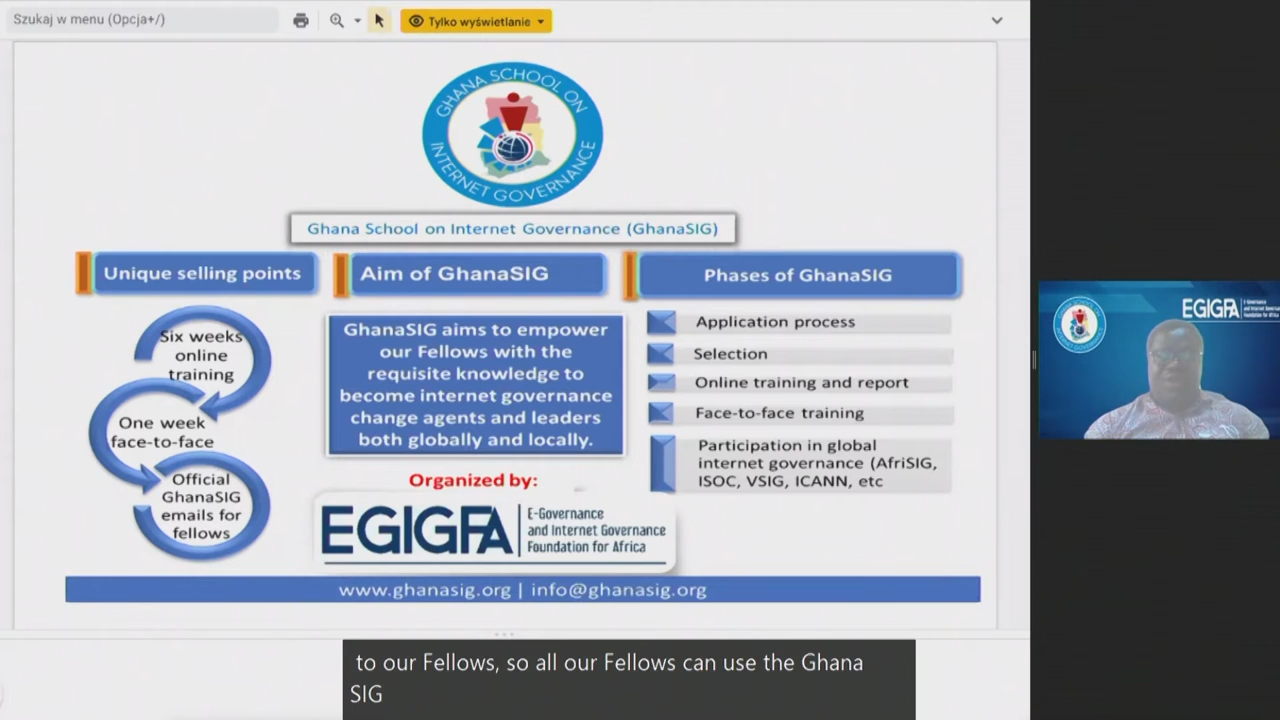 Szukaj w menu (Opcja+/)
Tylko wyświetlanie
GHANA SCHOOL ON
INTERNET GOVERNANCE
Ghana School on Internet Governance (GhanaSIG)
Unique selling points
Six weeks
online
training
One week
face-to-face
Official
GhanaSIG
emails for
fellows
Aim of GhanaSIG
GhanaSIG aims to empower
our Fellows with the
requisite knowledge to
become internet governance
change agents and leaders
both globally and locally.
Organized by:
EGIGFA
E-Governance
and Internet Governance
Foundation for Africa
Phases of GhanaSIG
Application process
Selection
Online training and report
Face-to-face training
Participation in global
internet governance (AfriSIG,
ISOC, VSIG, ICANN, etc
www.ghanasig.org | info@ghanasig.org
EGIGFA
E-Governance
to our Fellows, so all our Fellows can use the Ghana
SIG